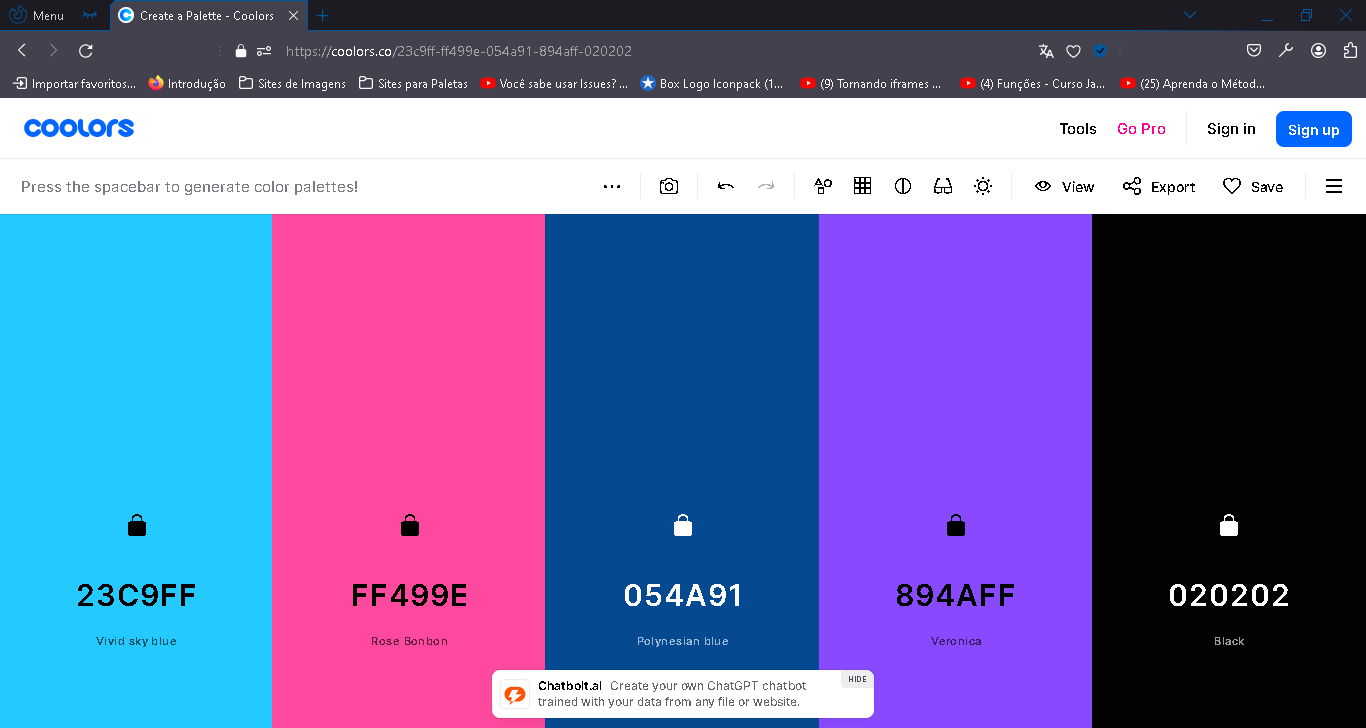 Menu
Create a Palette - Coolors
https://coolors.co/23c9ff-ff499e-054a91-894aff-020202
Importar favoritos... Introdução Sites de Imagens Sites para Paletas Você sabe usar Issues? ... Box Logo Iconpack (1... (9) Tornando iframes ... (4) Funções - Curso Ja... (25) Aprenda o Métod...
coolors Tools Go Pro Sign in Sign up
Press the spacebar to generate color palettes! View Export Save
23C9FF FF499E 054A91 894AFF 020202
Vivid sky blue Rose Bonbon Polynesian blue Veronica Black
Chatbolt.ai Create your own ChatGPT chatbot HIDE
trained with your data from any file or website.